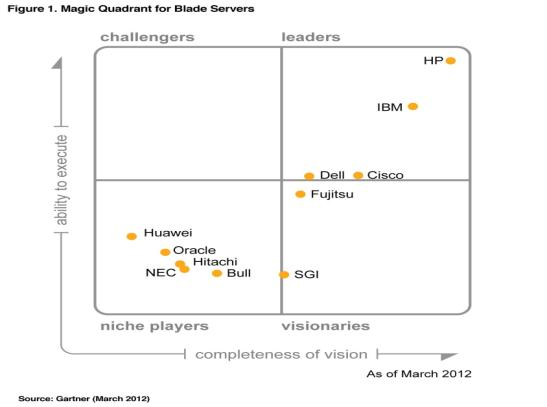 Figure 1. Magic Quadrant for Blade Servers
challengers
leaders
HP
IBM
Dell
Cisco
Fujitsu
ability to execute
Huawei
Oracle
Hitachi
NEC
Bull
SGI
niche players
visionaries
completeness of vision
As of March 2012
Source: Gartner (March 2012)